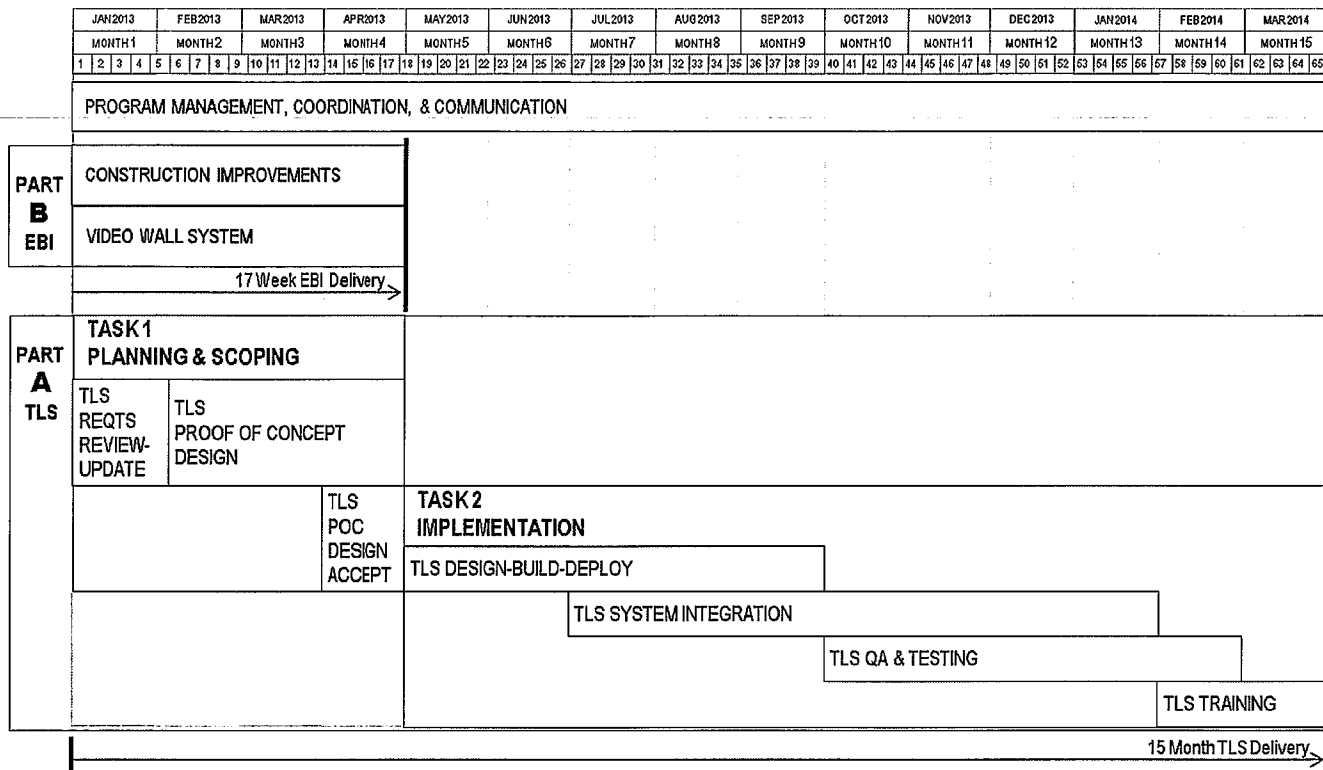 JAN2013 FEB2013 MAR2013 APR2013 MAY2013 JUN2013 JUL2013 AUG2013 SEP2013 OCT2013 NOV2013 DEC2013 JAN2014 FEB2014 MAR2014
MONTH1 MONTH2 MONTH3 MONTH4 MONTH5 MONTH6 MONTH7 MONTH8 MONTH9 MONTH10 MONTH11 MONTH12 MONTH13 MONTH14 MONTH15
1 2 3 4 5 6 7 8 9 10 11 12 13 14 15 16 17 18 19 20 21 22 23 24 25 26 27 28 29 30 31 32 33 34 35 36 37 38 39 40 41 42 43 44 45 46 47 48 49 50 51 52 53 54 55 56 57 58 59 60 61 62 63 64 65
PROGRAM MANAGEMENT, COORDINATION, & COMMUNICATION
PART
B
EBI
CONSTRUCTION IMPROVEMENTS
VIDEO WALL SYSTEM
17 Week EBI Delivery
PART
A
TLS
TASK 1
PLANNING & SCOPING
TLS
REQTS
REVIEW-
UPDATE
TLS
PROOF OF CONCEPT
DESIGN
TLS
POC
DESIGN
ACCEPT
TASK 2
IMPLEMENTATION
TLS DESIGN-BUILD-DEPLOY
TLS SYSTEM INTEGRATION
TLS QA & TESTING
TLS TRAINING
15 Month TLS Delivery